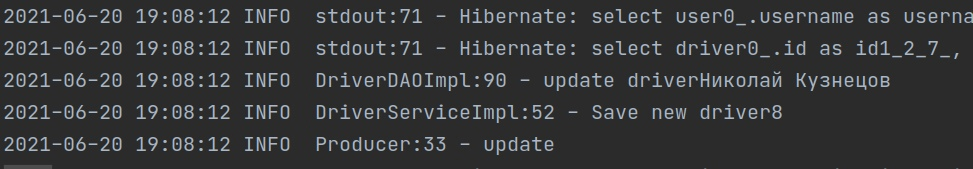 2021-06-20 19:08:12 INFO  stdout:71 - Hibernate: select user0_.username as userna
2021-06-20 19:08:12 INFO  stdout:71 - Hibernate: select driver0_.id as id1_2_7_,
2021-06-20 19:08:12 INFO  DriverDAOImpl:90 - update driverНиколай Кузнецов
2021-06-20 19:08:12 INFO  DriverServiceImpl:52 - Save new driver8
2021-06-20 19:08:12 INFO  Producer:33 - update